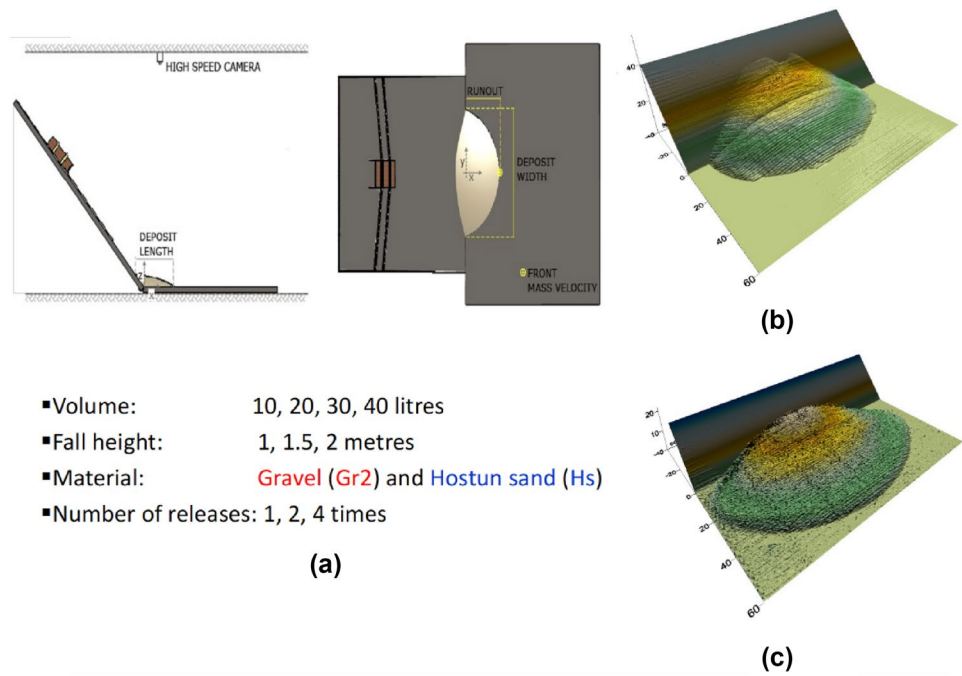 HIGH SPEED CAMERA
DEPOSIT
LENGTH
Z
X
RUNOUT
y
x
DEPOSIT
WIDTH
FRONT
MASS VELOCITY
▪Volume: 10, 20, 30, 40 litres
▪Fall height: 1, 1.5, 2 metres
▪Material: Gravel (Gr2) and Hostun sand (Hs)
▪Number of releases: 1, 2, 4 times
(a)
40
20
-40
-20
0
20
40
60
(b)
20
10
-40
-20
0
20
40
60
(c)